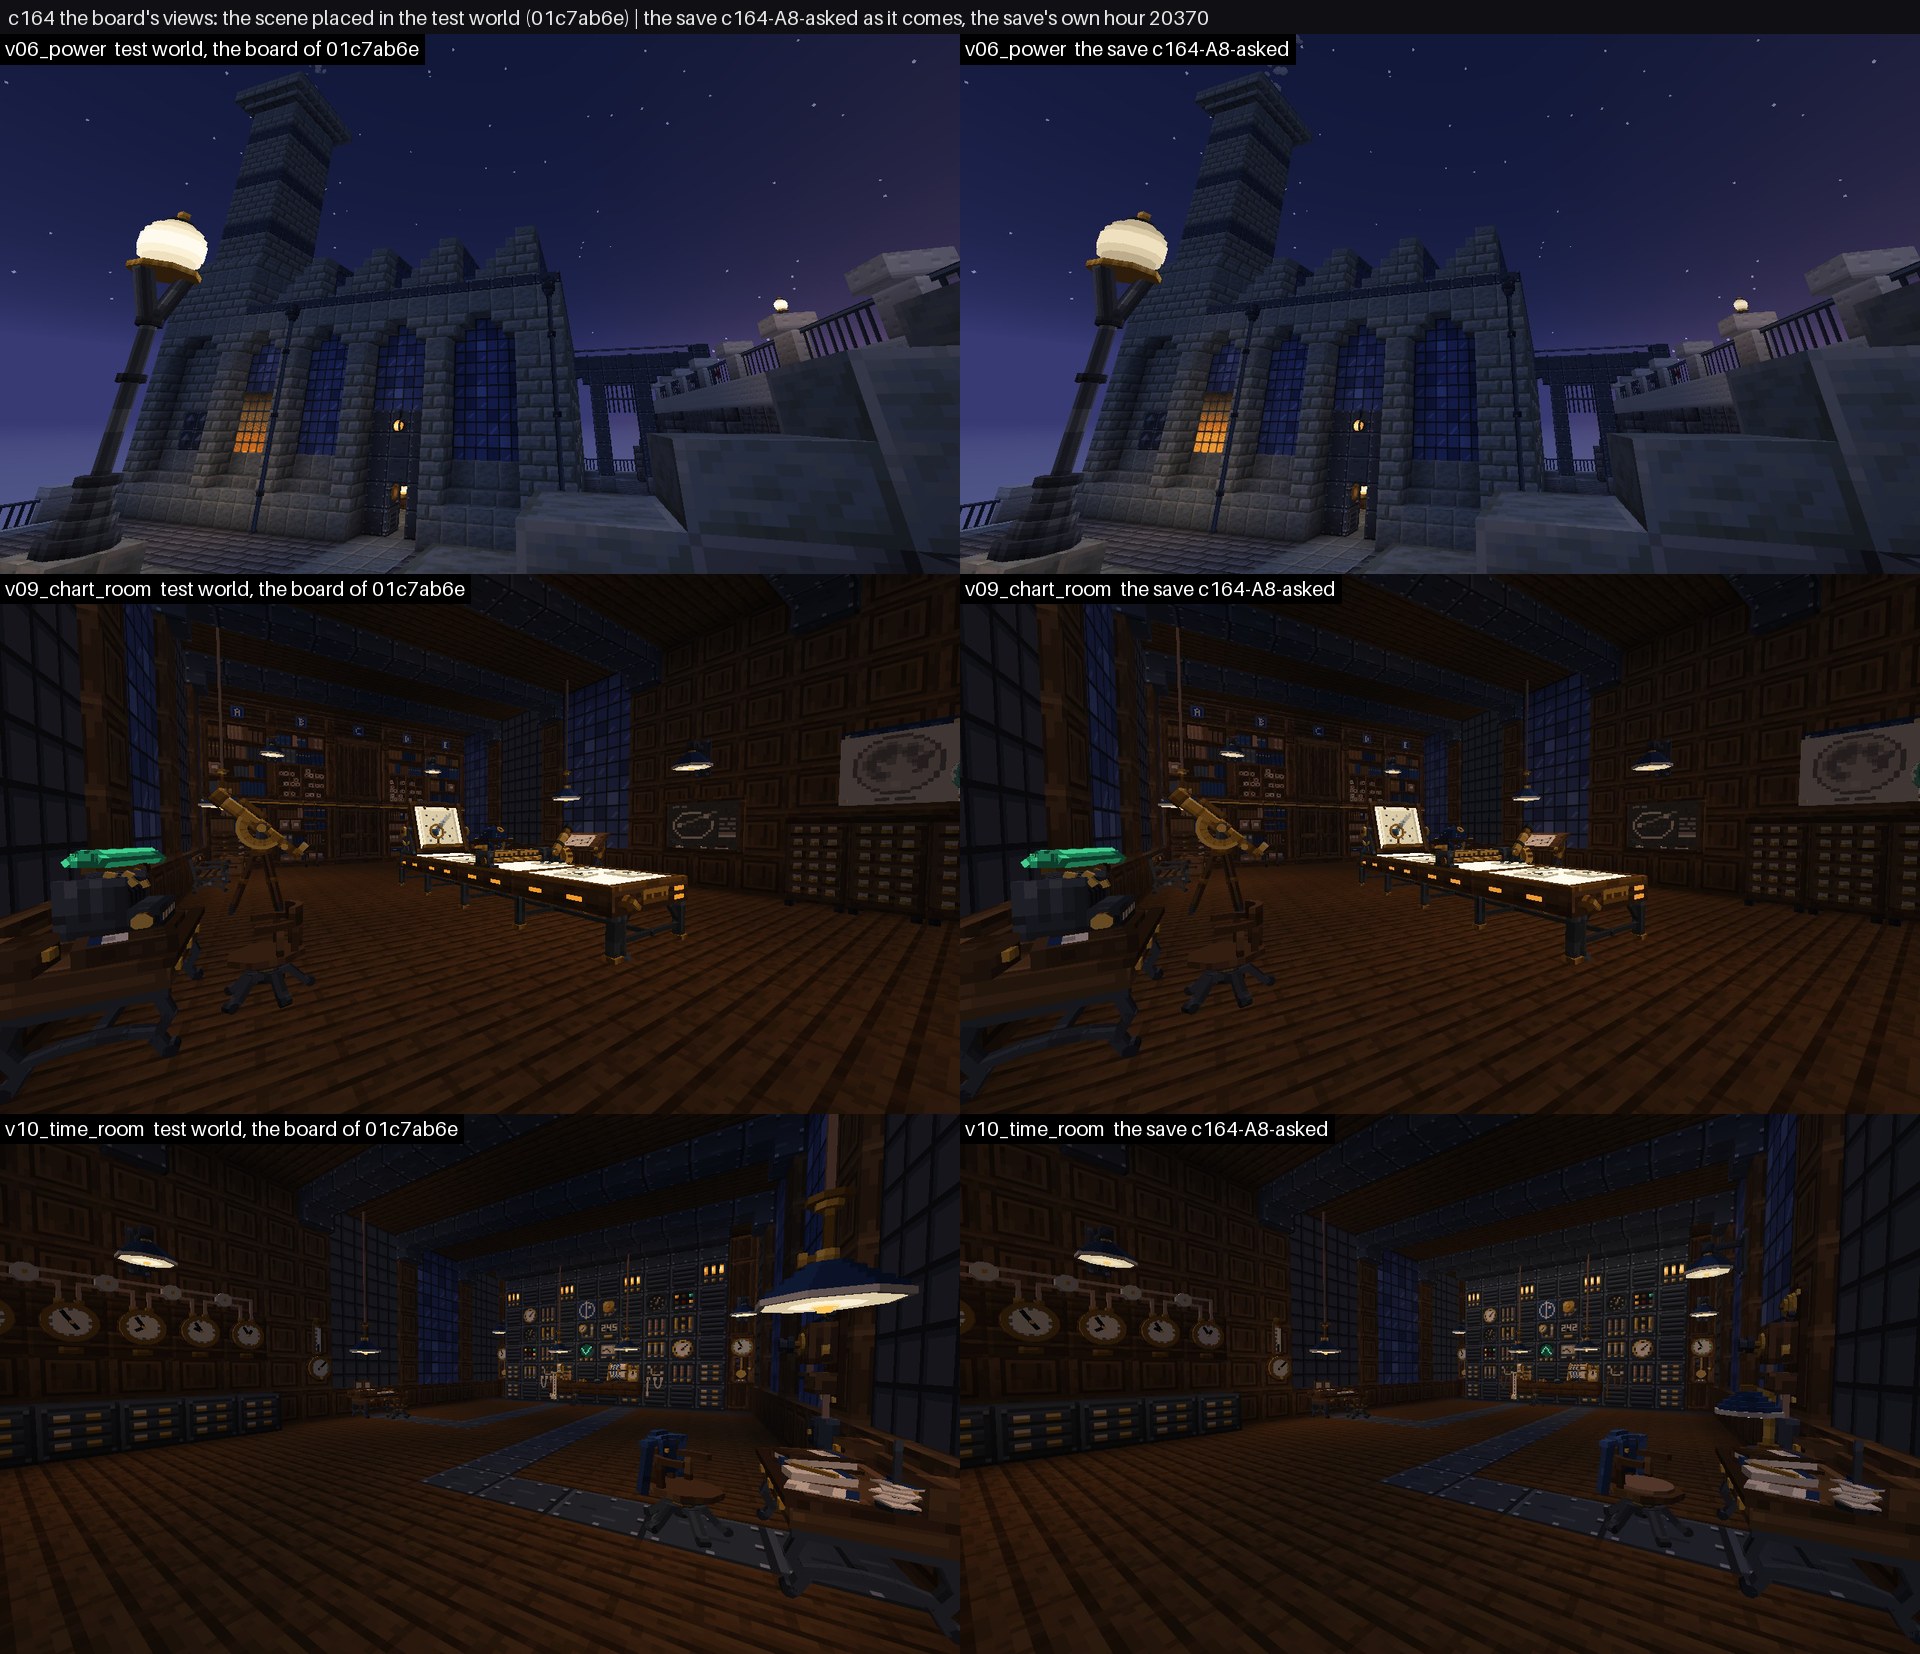 c164 the board's views: the scene placed in the test world (01c7ab6e) | the save c164-A8-asked as it comes, the save's own hour 20370
v06_power test world, the board of 01c7ab6e
v06_power the save c164-A8-asked
v09_chart_room test world, the board of 01c7ab6e
v09_chart_room the save c164-A8-asked
A B C D E
A B C D E
v10_time_room test world, the board of 01c7ab6e
v10_time_room the save c164-A8-asked
245
242